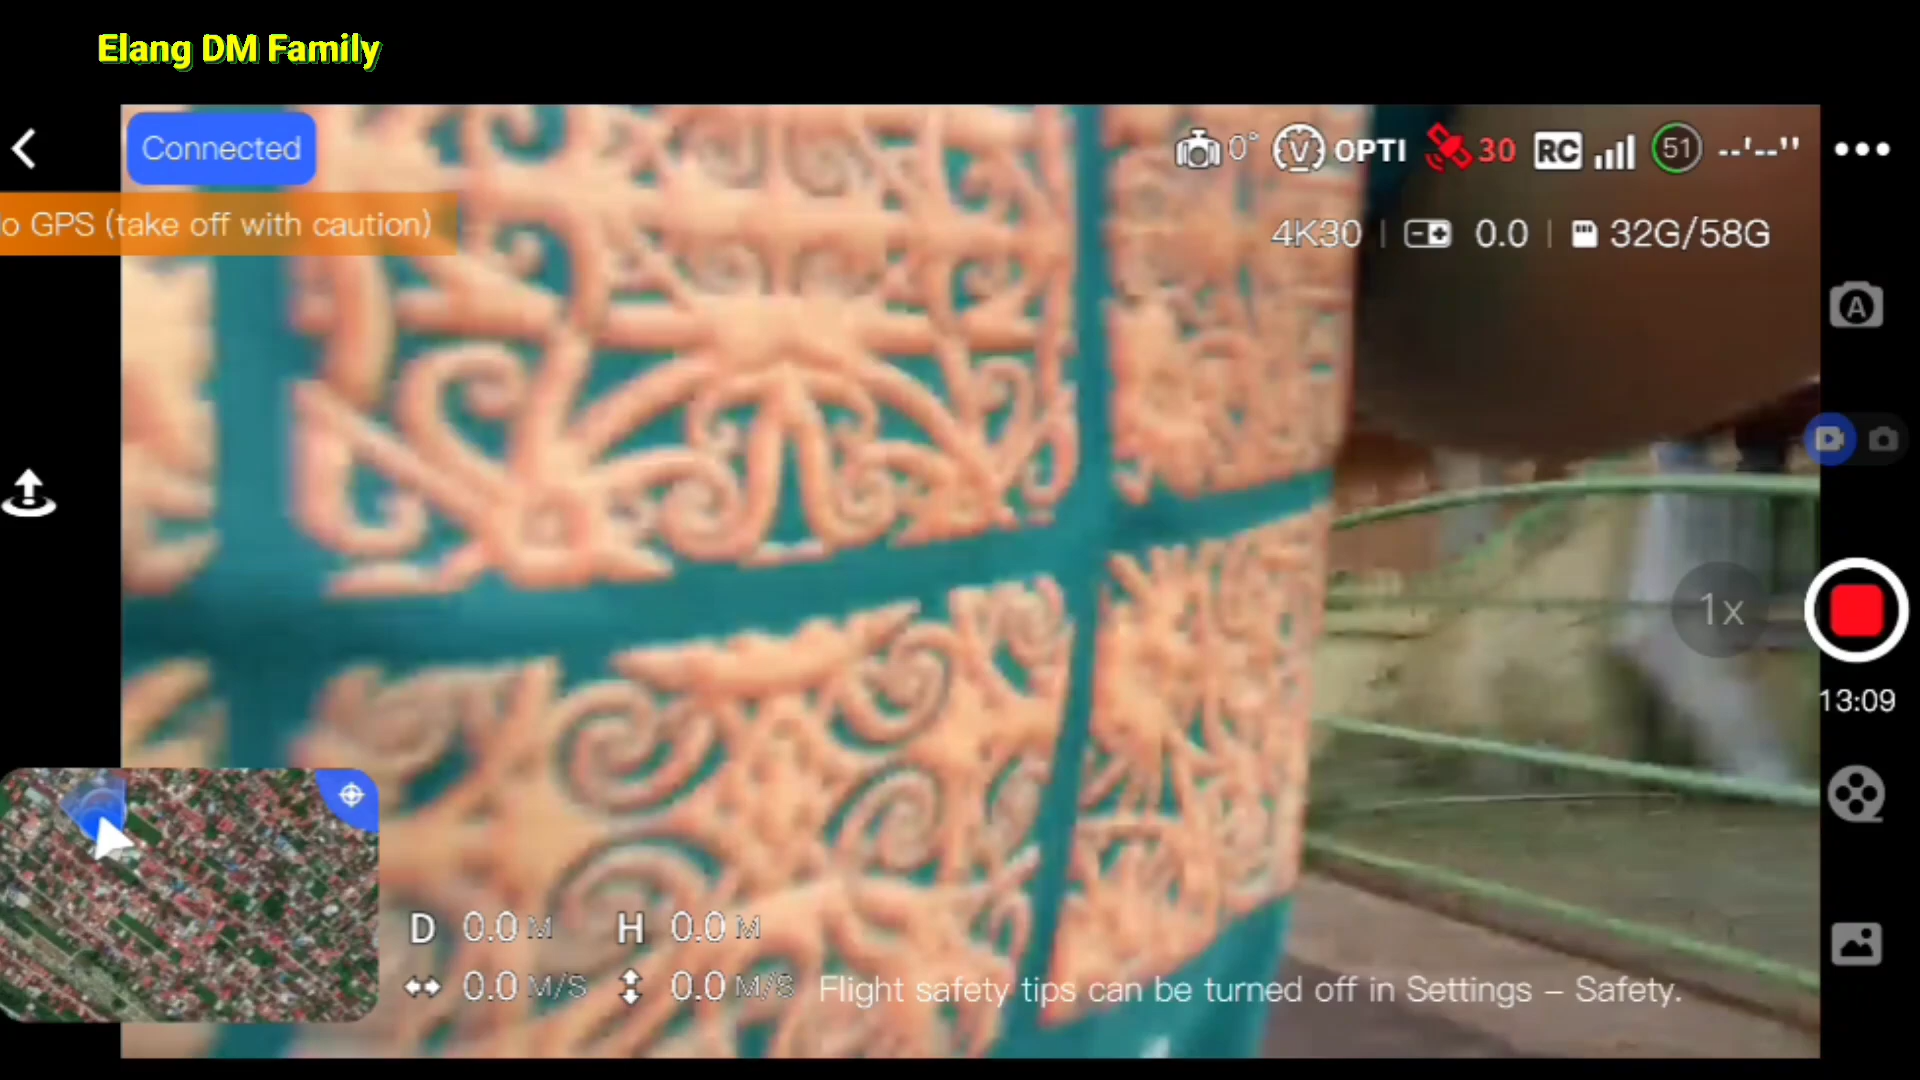 Elang DM Family
Connected
0° V OPTI 30 RC 51 --'--''
o GPS (take off with caution)
4K30 | 0.0 | 32G/58G
A
1x
13:09
D 0.0 M H 0.0 M
0.0 M/S 0.0 M/S
Flight safety tips can be turned off in Settings – Safety.